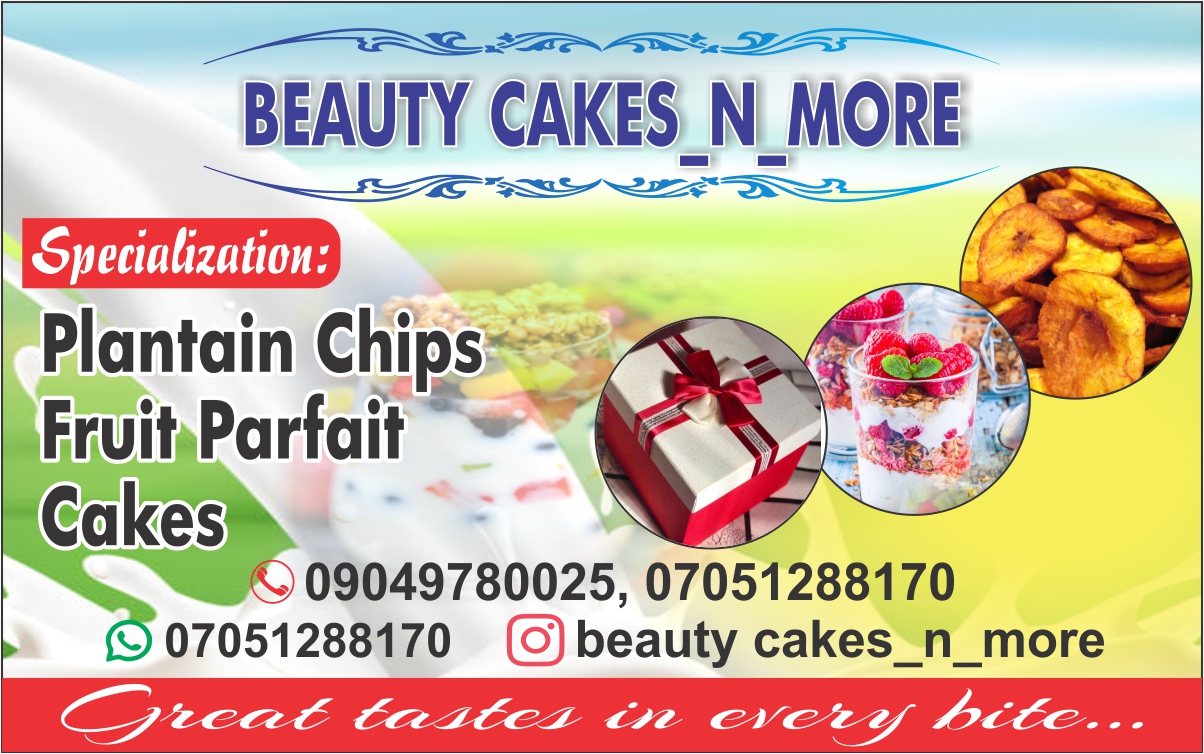 BEAUTY CAKES_N_MORE
Specialization:
Plantain Chips
Fruit Parfait
Cakes
09049780025, 07051288170
07051288170 beauty cakes_n_more
Great tastes in every bite...